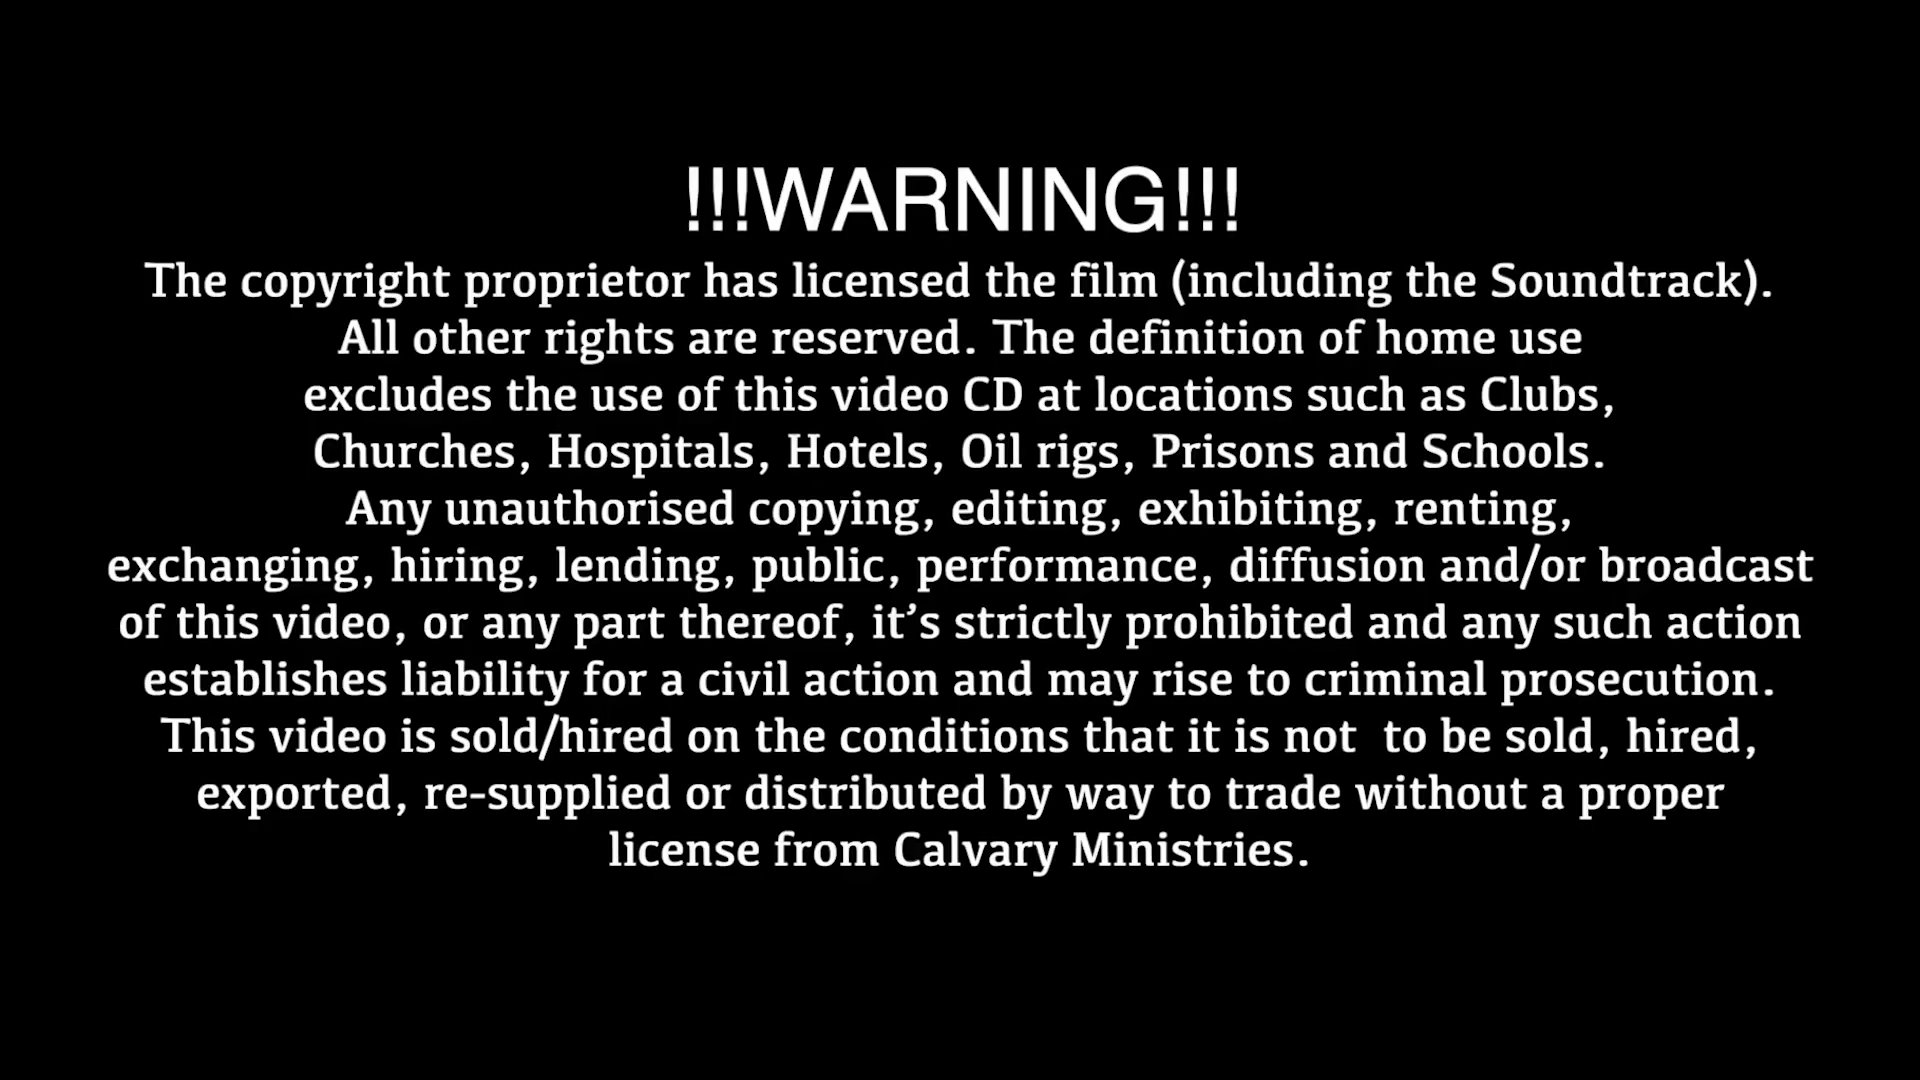 !!!WARNING!!!
The copyright proprietor has licensed the film (including the Soundtrack).
All other rights are reserved. The definition of home use
excludes the use of this video CD at locations such as Clubs,
Churches, Hospitals, Hotels, Oil rigs, Prisons and Schools.
Any unauthorised copying, editing, exhibiting, renting,
exchanging, hiring, lending, public, performance, diffusion and/or broadcast
of this video, or any part thereof, it’s strictly prohibited and any such action
establishes liability for a civil action and may rise to criminal prosecution.
This video is sold/hired on the conditions that it is not  to be sold, hired,
exported, re-supplied or distributed by way to trade without a proper
license from Calvary Ministries.